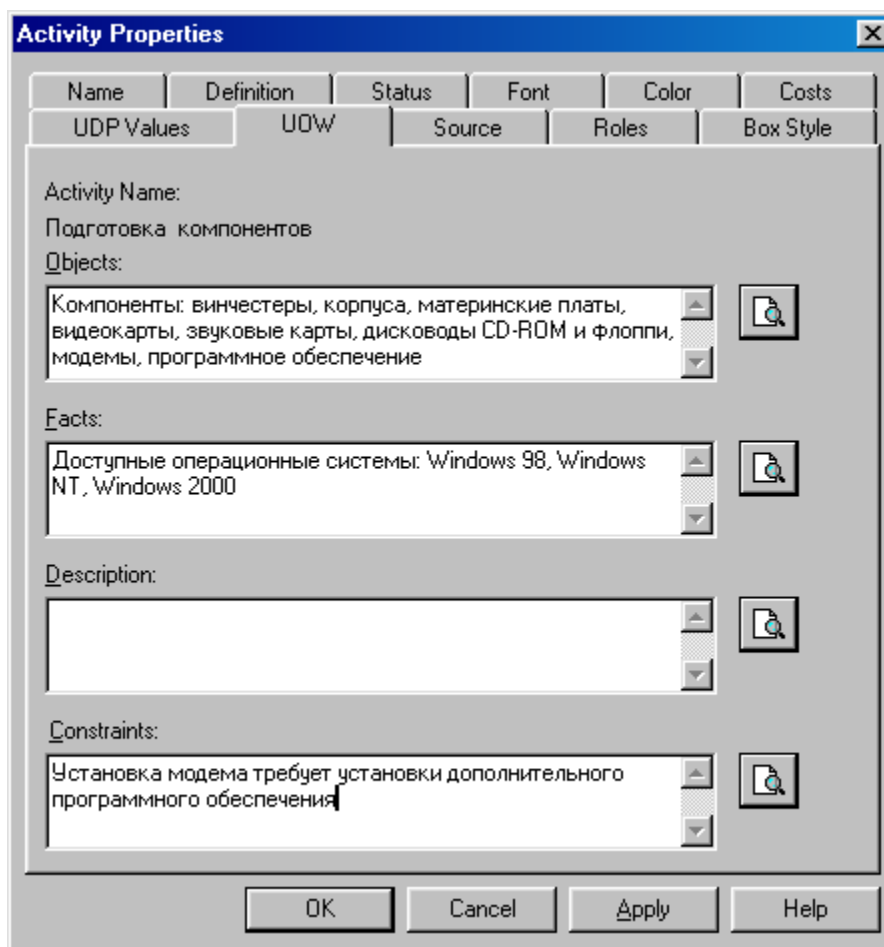 Activity Properties
Name Definition Status Font Color Costs
UDP Values UOW Source Roles Box Style
Activity Name:
Подготовка компонентов
Objects:
Компоненты: винчестеры, корпуса, материнские платы,
видеокарты, звуковые карты, дисководы CD-ROM и флоппи,
модемы, программное обеспечение
Facts:
Доступные операционные системы: Windows 98, Windows
NT, Windows 2000
Description:
Constraints:
Установка модема требует установки дополнительного
программного обеспечения
OK Cancel Apply Help